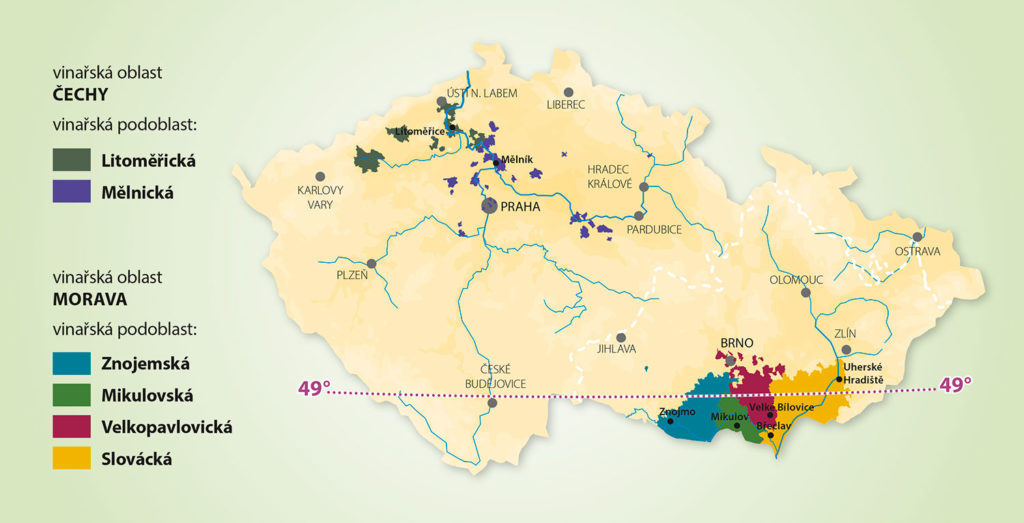 vinařská oblast
ČECHY
vinařská podoblast:
Litoměřická
Mělnická
vinařská oblast
MORAVA
vinařská podoblast:
Znojemská
Mikulovská
Velkopavlovická
Slovácká
ÚSTÍ N. LABEM
LIBEREC
Litoměřice
Mělník
KARLOVY
VARY
PRAHA
HRADEC
KRÁLOVÉ
PARDUBICE
PLZEŇ
OSTRAVA
OLOMOUC
JIHLAVA
BRNO
ZLÍN
ČESKÉ
BUDĚJOVICE
Uherské
Hradiště
49°
49°
Znojmo
Mikulov
Velké Bílovice
Břeclav